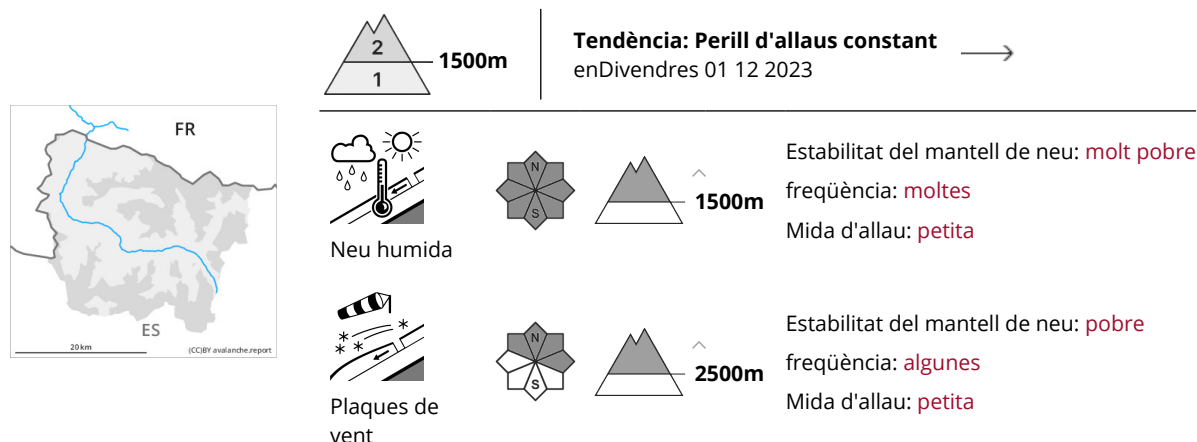 2
1
1500m
Tendència: Perill d'allaus constant
enDivendres 01 12 2023
FR
ES
20 km
(CC)BY avalanche.report
Neu humida
N
S
1500m
Estabilitat del mantell de neu: molt pobre
freqüència: moltes
Mida d'allau: petita
Plaques de
vent
N
S
2500m
Estabilitat del mantell de neu: pobre
freqüència: algunes
Mida d'allau: petita